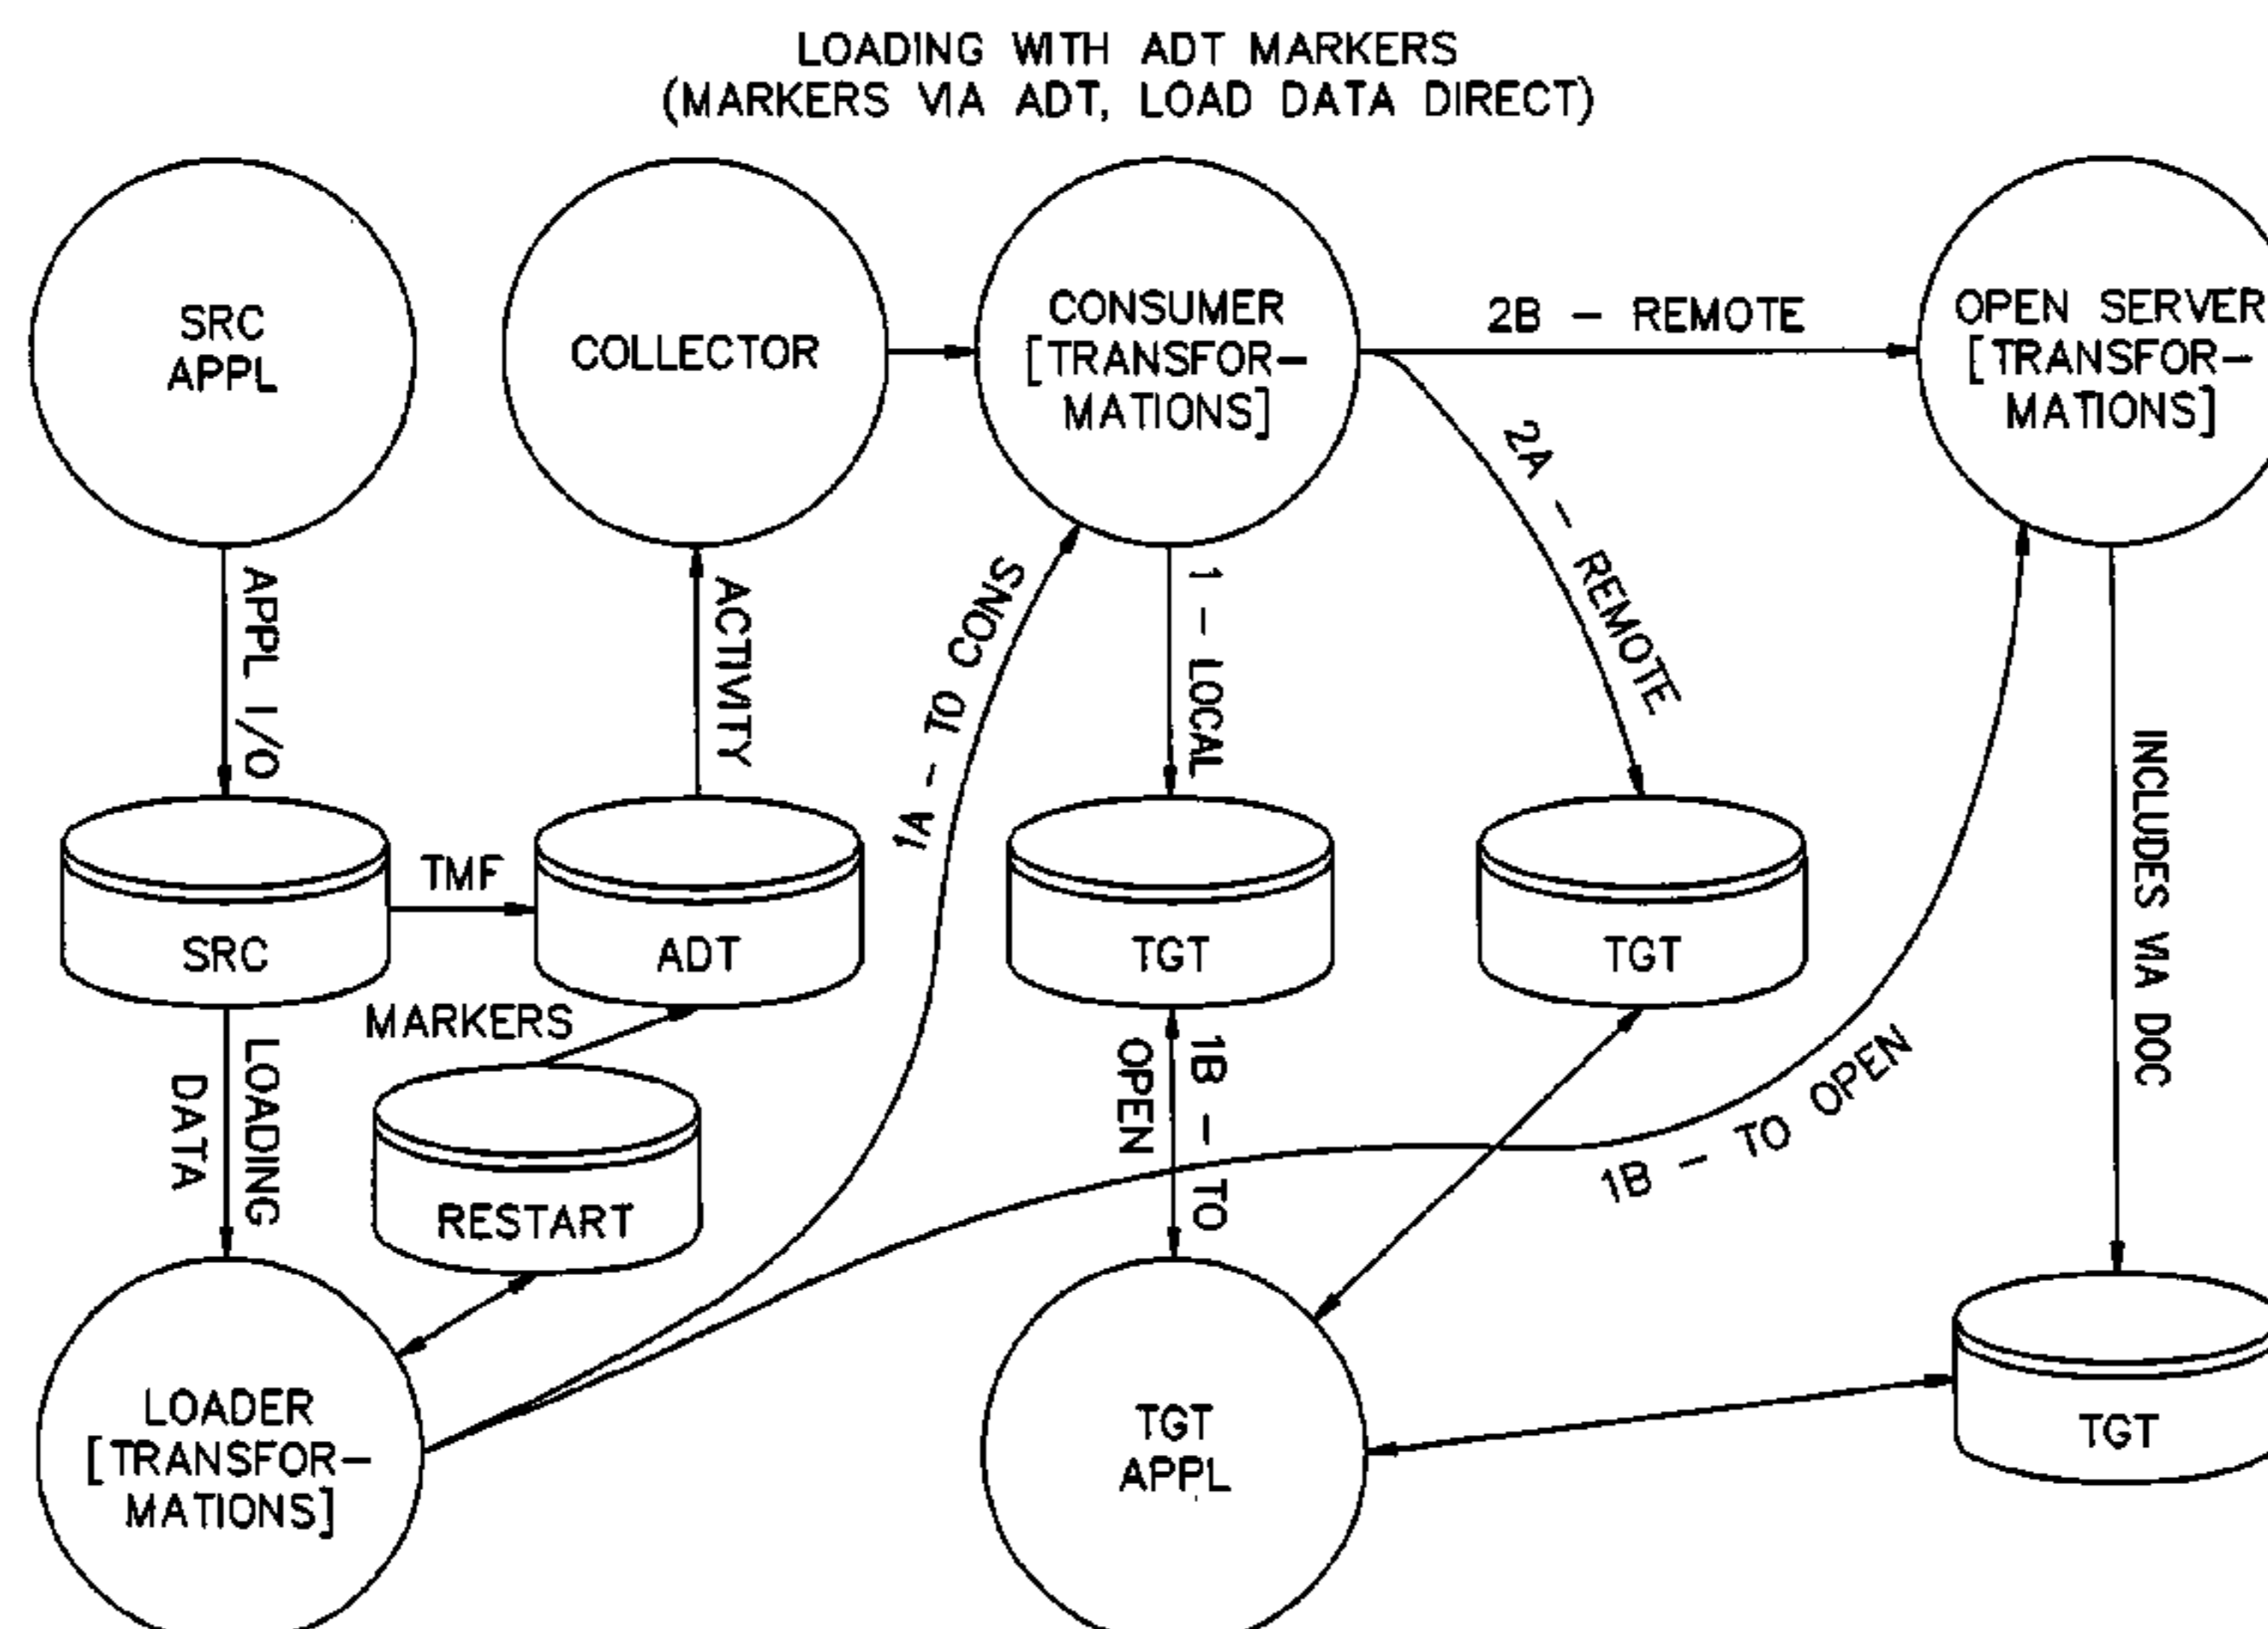 LOADING WITH ADT MARKERS
(MARKERS VIA ADT, LOAD DATA DIRECT)
SRC
APPL
COLLECTOR
CONSUMER
[TRANSFOR-
MATIONS]
2B - REMOTE
OPEN SERVER
[TRANSFOR-
MATIONS]
2A - REMOTE
APPL I/O
ACTIVITY
1A - TO CONS
1 - LOCAL
INCLUDES VIA DOC
TMF
SRC
ADT
TGT
TGT
MARKERS
LOADING
DATA
RESTART
1B - TO
OPEN
1B - TO OPEN
LOADER
[TRANSFOR-
MATIONS]
TGT
APPL
TGT